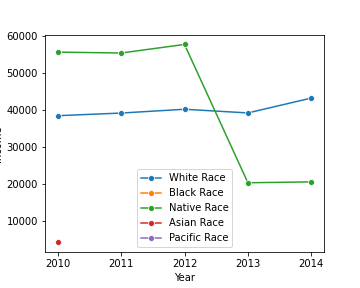 60000
50000
40000
30000
20000
10000
White Race
Black Race
Native Race
Asian Race
Pacific Race
2010 2011 2012 2013 2014
Year